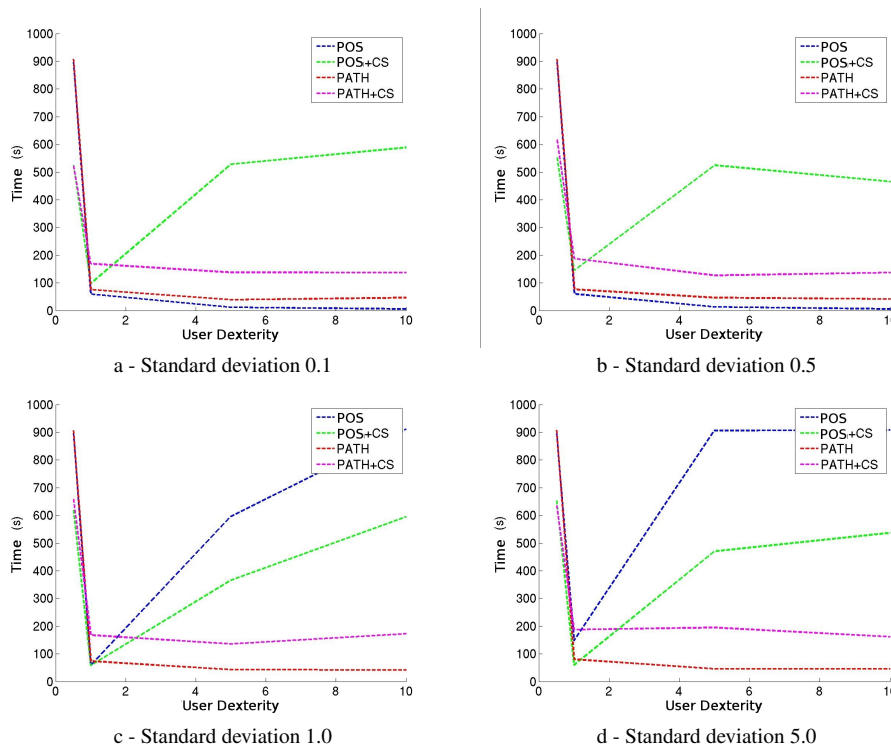 1000
900
800
700
600
500
400
300
200
100
0
Time (s)
0 2 4 6 8 10
User Dexterity
POS
POS+CS
PATH
PATH+CS
a - Standard deviation 0.1
1000
900
800
700
600
500
400
300
200
100
0
Time (s)
0 2 4 6 8 10
User Dexterity
POS
POS+CS
PATH
PATH+CS
b - Standard deviation 0.5
1000
900
800
700
600
500
400
300
200
100
0
Time (s)
0 2 4 6 8 10
User Dexterity
POS
POS+CS
PATH
PATH+CS
c - Standard deviation 1.0
1000
900
800
700
600
500
400
300
200
100
0
Time (s)
0 2 4 6 8 10
User Dexterity
POS
POS+CS
PATH
PATH+CS
d - Standard deviation 5.0